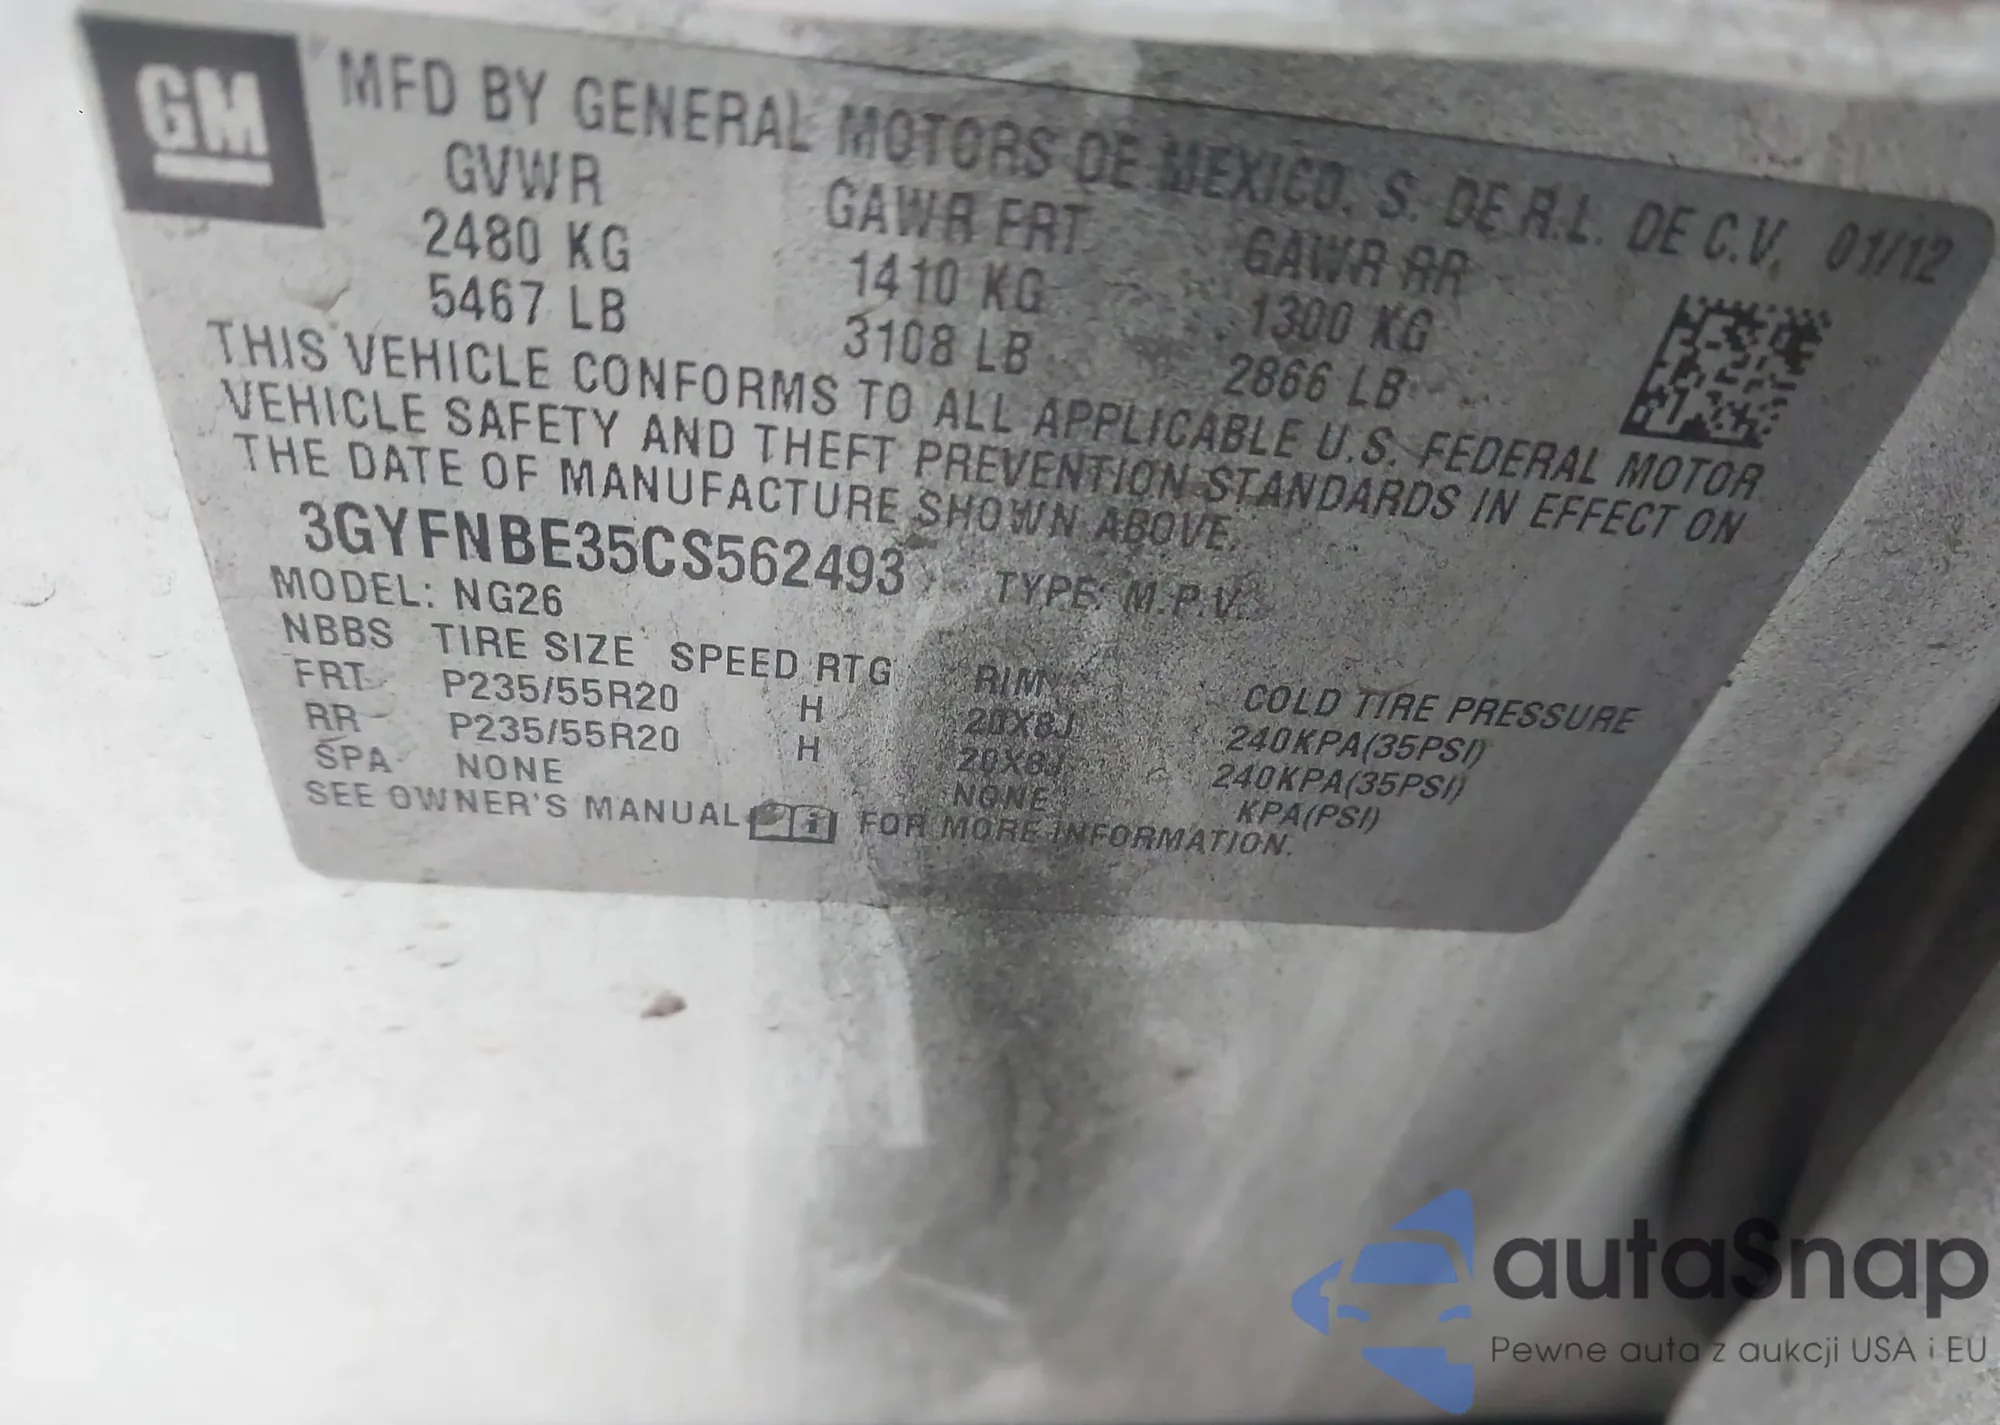 GM
MFD BY GENERAL MOTORS DE MEXICO, S. DE R.L. DE C.V. 01/12
GVWR GAWR FRT GAWR RR
2480 KG 1410 KG 1300 KG
5467 LB 3108 LB 2866 LB
THIS VEHICLE CONFORMS TO ALL APPLICABLE U.S. FEDERAL MOTOR
VEHICLE SAFETY AND THEFT PREVENTION STANDARDS IN EFFECT ON
THE DATE OF MANUFACTURE SHOWN ABOVE.
3GYFNBE35CS562493 TYPE: M.P.V.
MODEL: NG26
NBBS TIRE SIZE SPEED RTG RIM COLD TIRE PRESSURE
FRT P235/55R20 H 20X8J 240KPA(35PSI)
RR P235/55R20 H 20X8J 240KPA(35PSI)
SPA NONE NONE KPA(PSI)
SEE OWNER'S MANUAL i FOR MORE INFORMATION.
autaSnap
Pewne auta z aukcji USA i EU